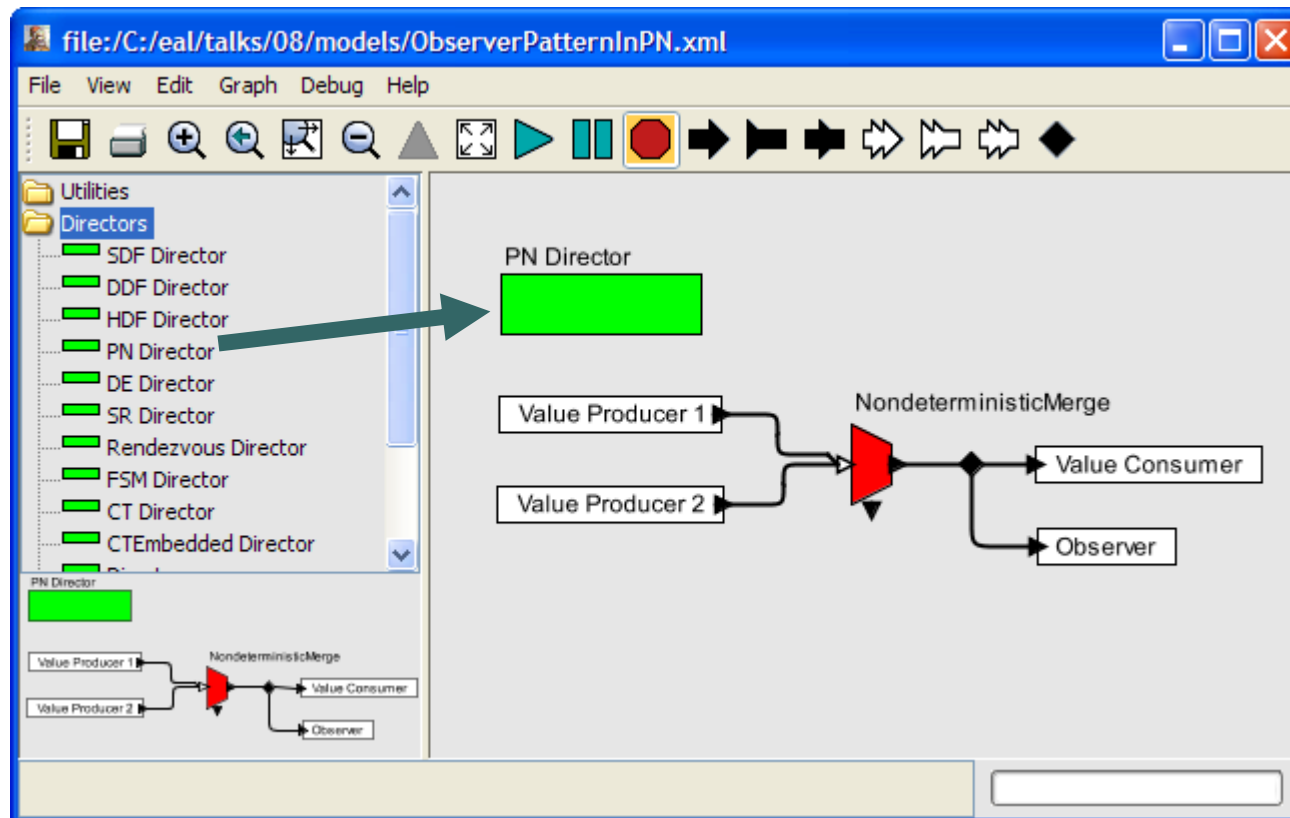 file:/C:/eal/talks/08/models/ObserverPatternInPN.xml
File View Edit Graph Debug Help
Utilities
Directors
SDF Director
DDF Director
HDF Director
PN Director
DE Director
SR Director
Rendezvous Director
FSM Director
CT Director
CTEmbedded Director
PN Director
Value Producer 1
NondeterministicMerge
Value Consumer
Value Producer 2
Observer
PN Director
Value Producer 1
NondeterministicMerge
Value Consumer
Value Producer 2
Observer